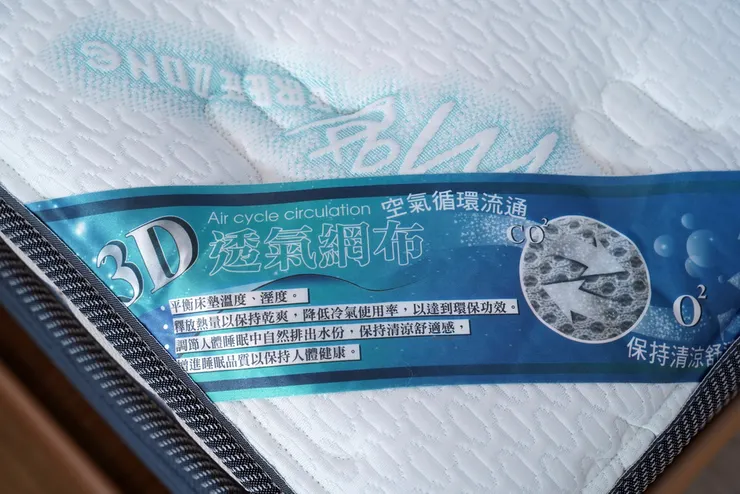 Air cycle circulation
空氣循環流通
3D
透氣網布
CO²
O²
平衡床墊溫度、溼度。
釋放熱量以保持乾爽，降低冷氣使用率，以達到環保功效。
調節人體睡眠中自然排出水份，保持清涼舒適感，
增進睡眠品質以保持人體健康。
保持清涼舒